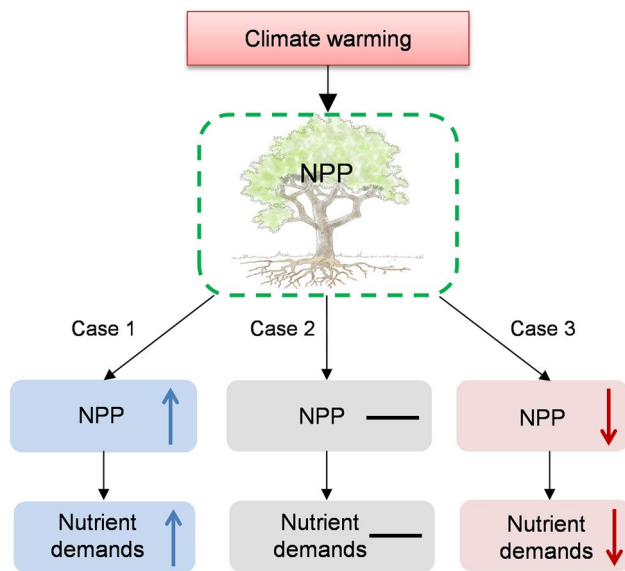 Climate warming
NPP
Case 1
Case 2
Case 3
NPP
NPP
NPP
Nutrient
demands
Nutrient
demands
Nutrient
demands